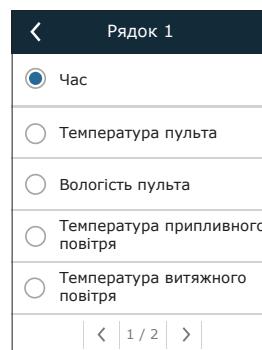 Рядок 1
Час
Температура пульта
Вологість пульта
Температура припливного
повітря
Температура витяжного
повітря
1 / 2